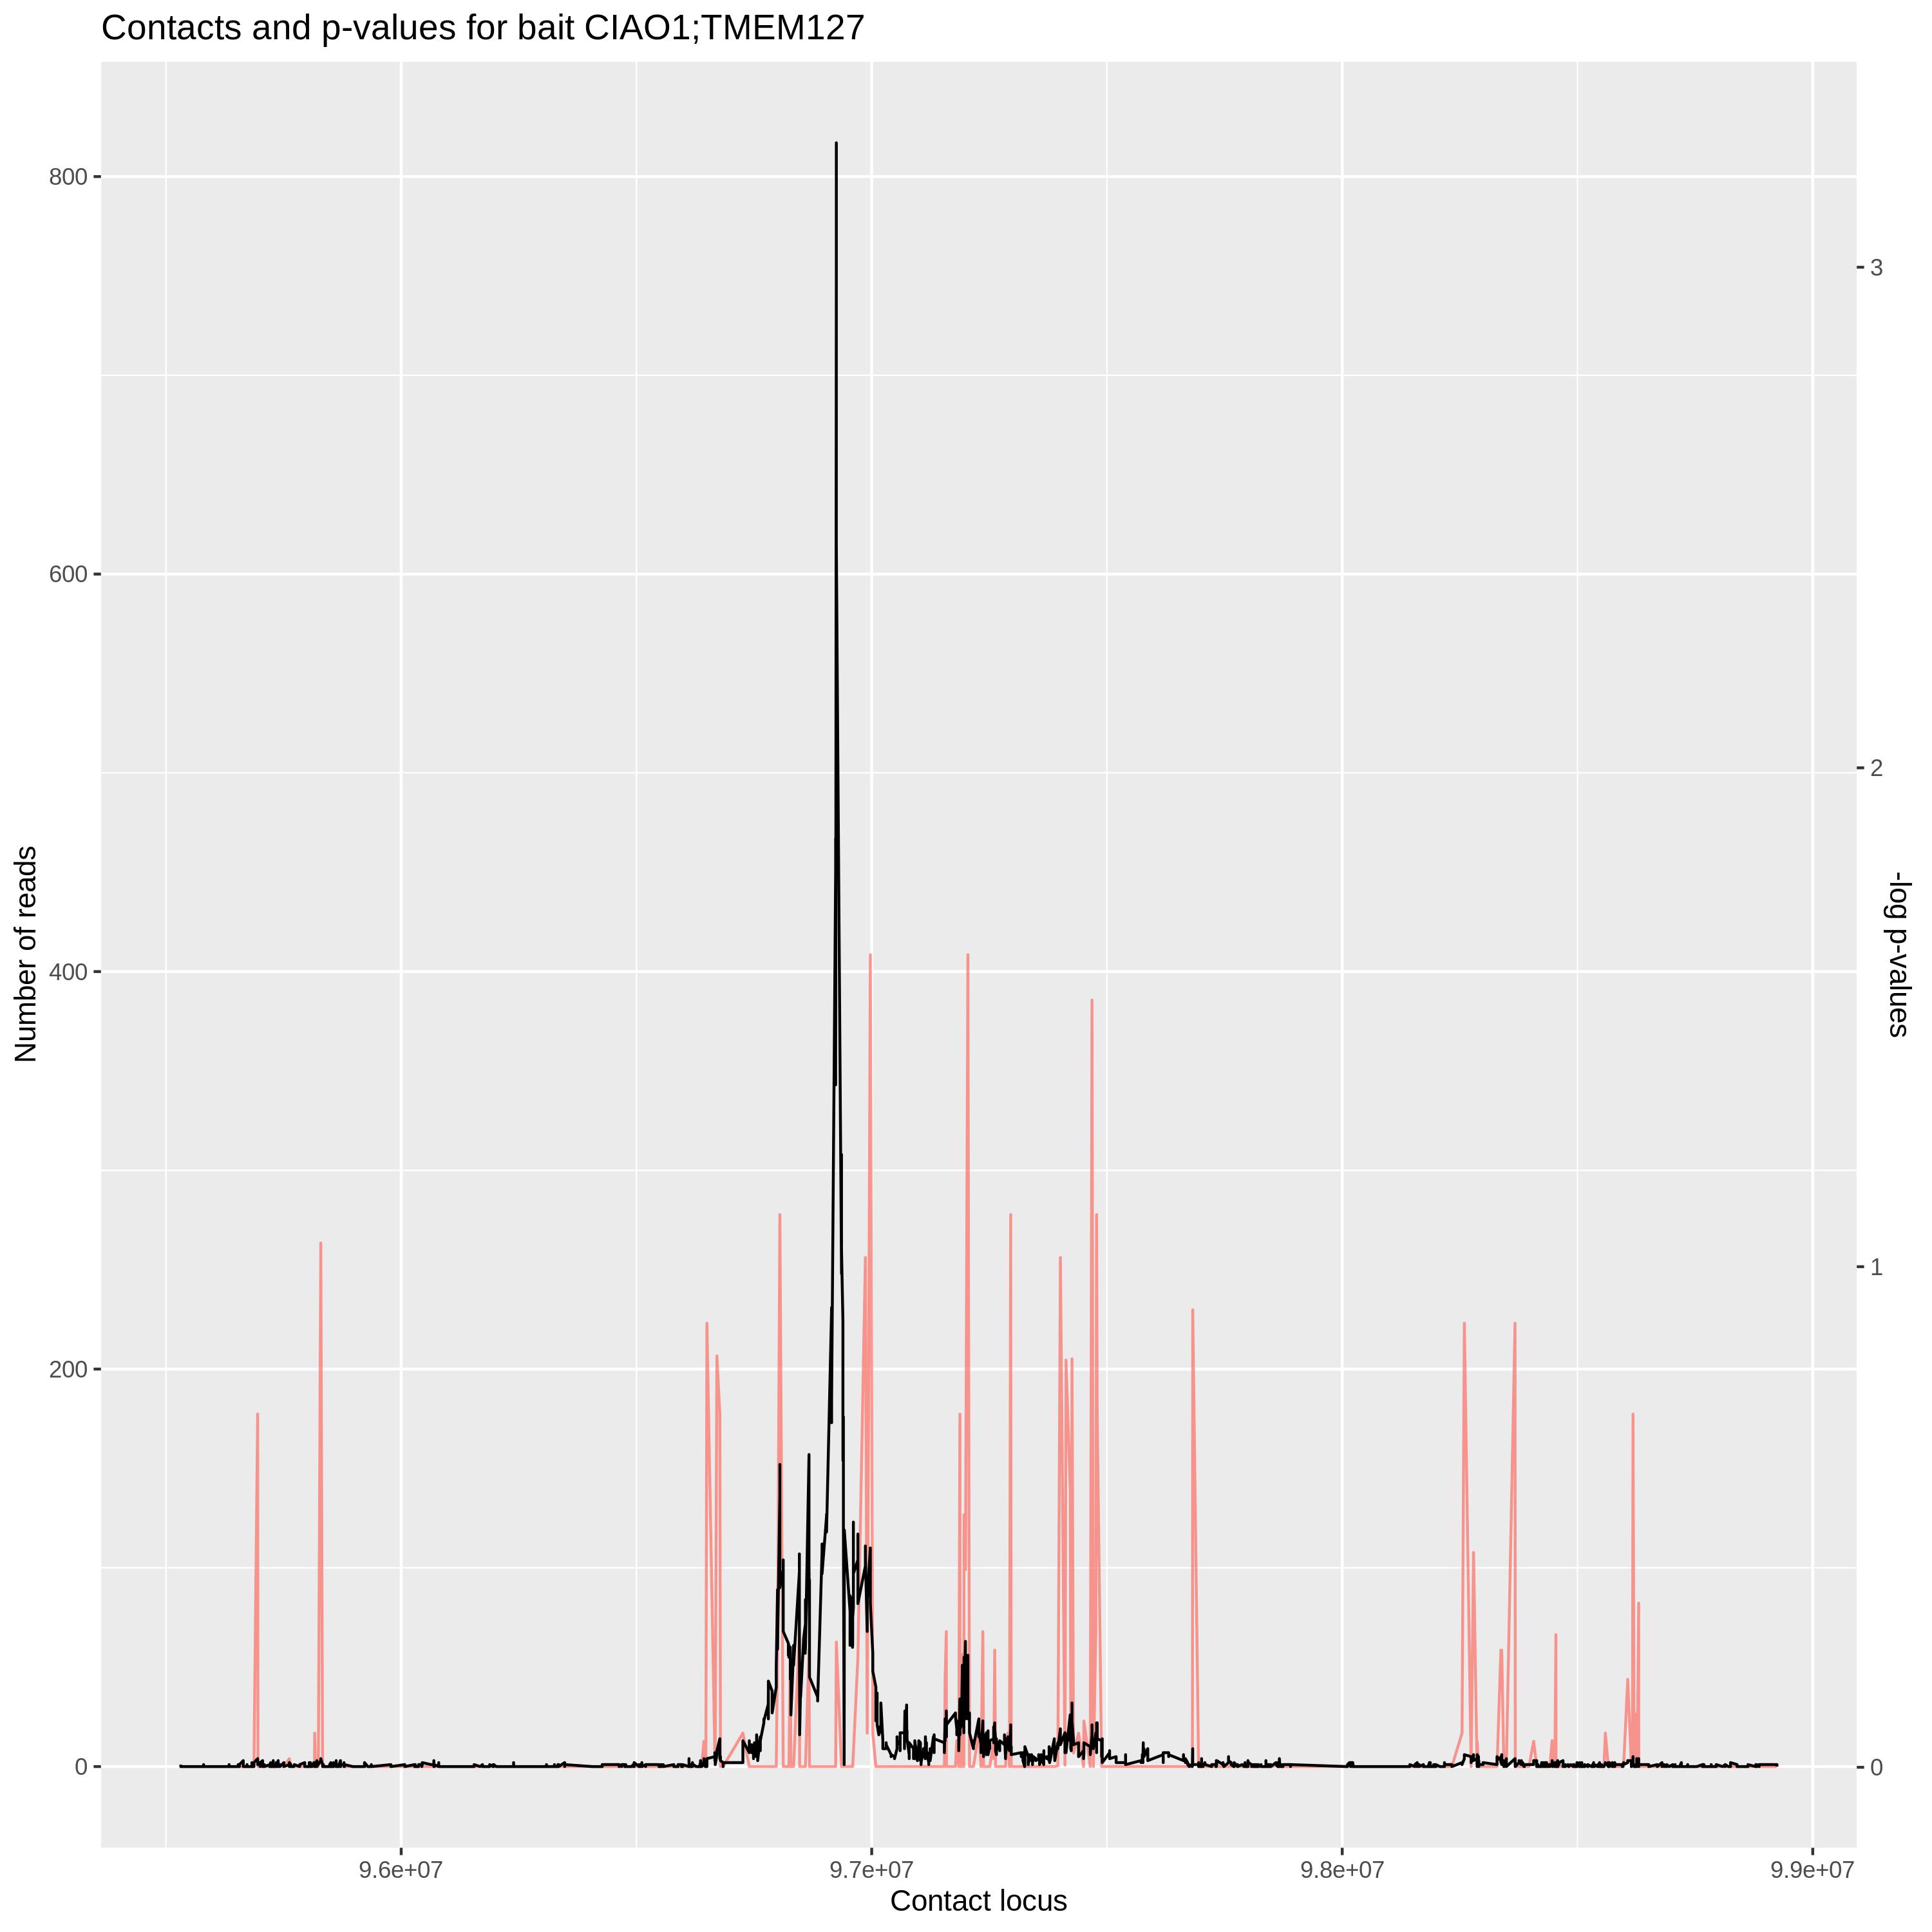 Contacts and p-values for bait CIAO1;TMEM127
800
600
400
200
0
Number of reads
3
2
1
0
-log p-values
9.6e+07
9.7e+07
9.8e+07
9.9e+07
Contact locus